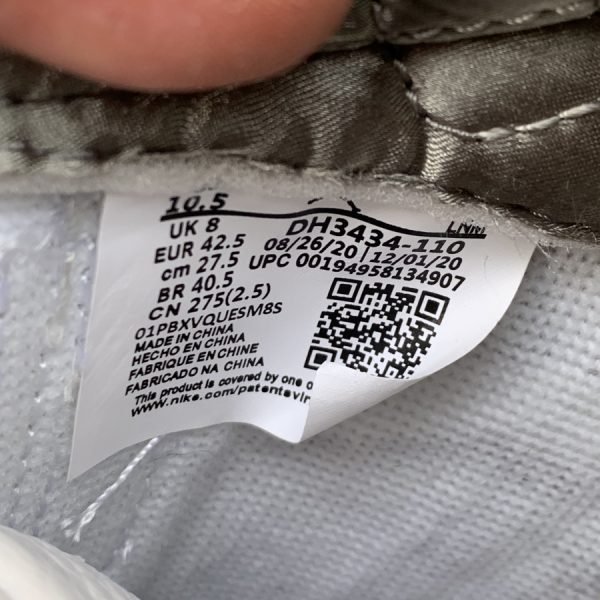 10.5
UK 8
EUR 42.5
cm 27.5
BR 40.5
CN 275(2.5)
DH3434-110
08/26/20 12/01/20
UPC 00194958134907
01PBXVQUESM8S
MADE IN CHINA
HECHO EN CHINA
FABRIQUE EN CHINE
FABRICADO NA CHINA
This product is covered by one o
www.nike.com/patents